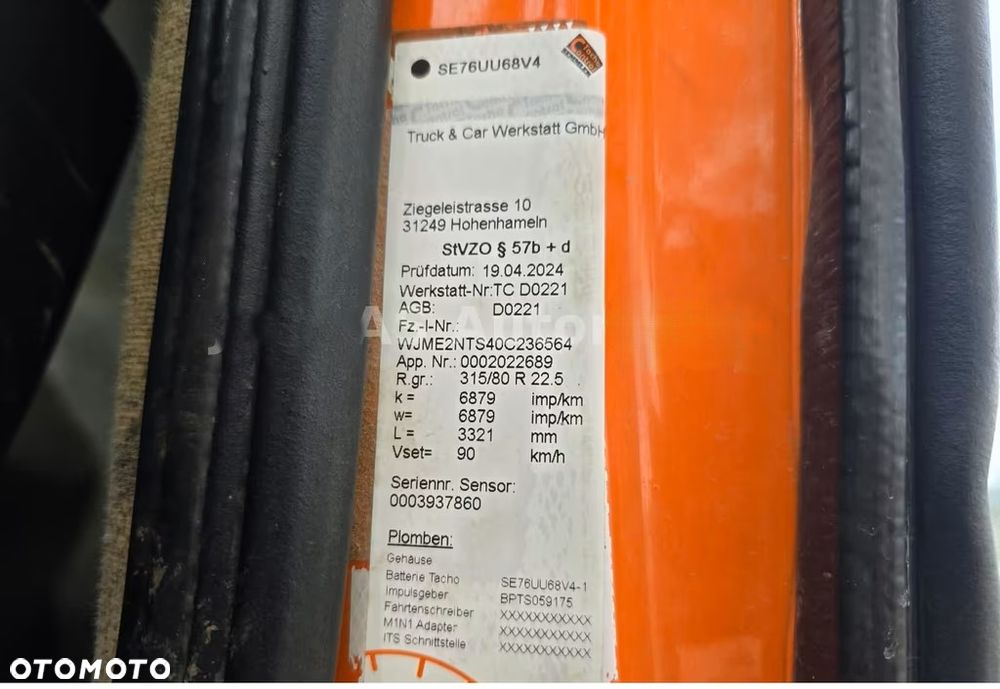 SE76UU68V4
Truck & Car Werkstatt GmbH
Ziegeleistrasse 10
31249 Hohenhameln
StVZO § 57b + d
Prüfdatum: 19.04.2024
Werkstatt-Nr:TC D0221
AGB: D0221
Fz.-I-Nr.:
WJME2NTS40C236564
App. Nr.: 0002022689
R.gr.: 315/80 R 22.5
k = 6879 imp/km
w= 6879 imp/km
L = 3321 mm
Vset= 90 km/h
Seriennr. Sensor:
0003937860
Plomben:
Gehäuse
Batterie Tacho SE76UU68V4-1
Impulsgeber BPTS059175
Fahrtenschreiber XXXXXXXXXXX
M1N1 Adapter XXXXXXXXXXX
ITS Schnittstelle XXXXXXXXXXX
OTOMOTO